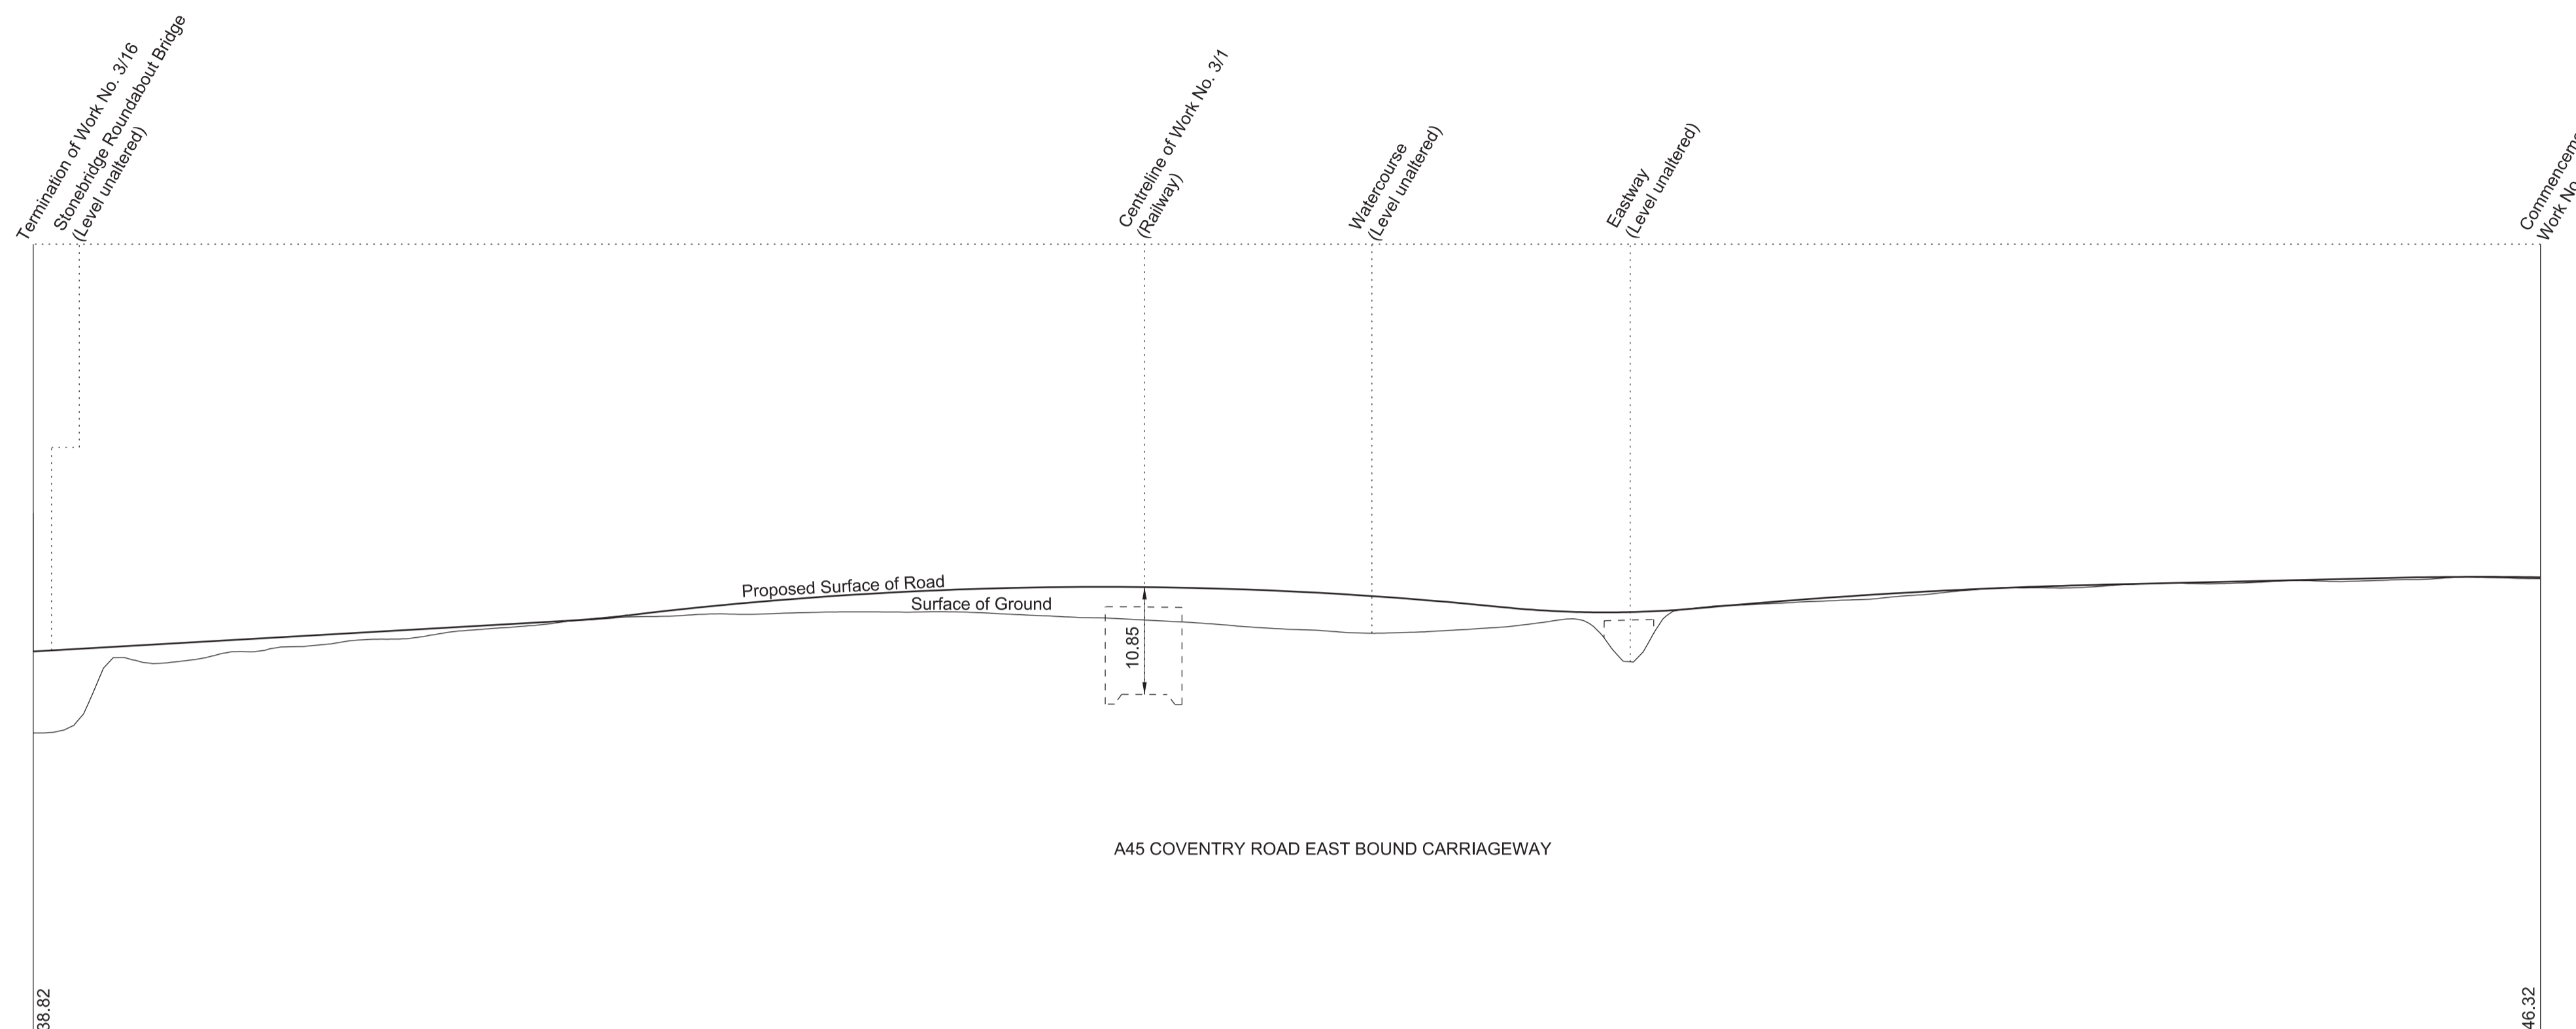 Termination of Work No. 3/16
Stonebridge Roundabout Bridge
(Level unaltered)
Centreline of Work No. 3/1
(Railway)
Watercourse
(Level unaltered)
Eastway
(Level unaltered)
Work No.
Proposed Surface of Road
Surface of Ground
10.85
A45 COVENTRY ROAD EAST BOUND CARRIAGEWAY
38.82
46.32